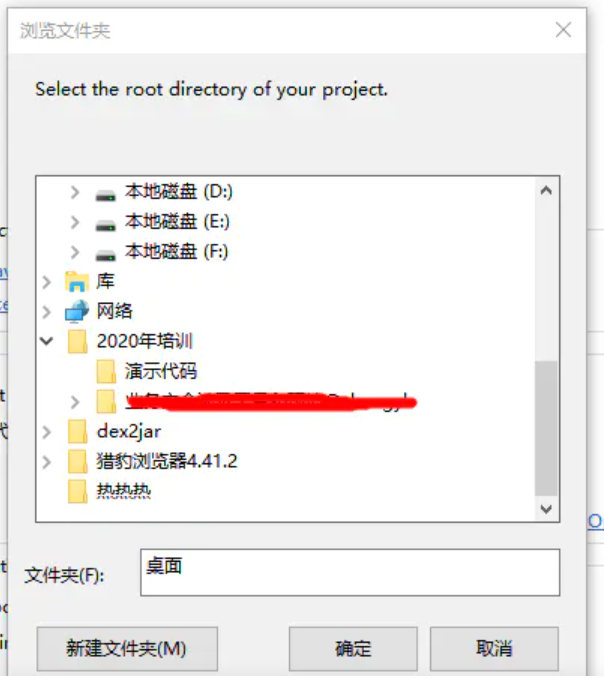 浏览文件夹
Select the root directory of your project.
本地磁盘 (D:)
本地磁盘 (E:)
本地磁盘 (F:)
库
网络
2020年培训
演示代码
dex2jar
猎豹浏览器4.41.2
热热热
文件夹(F):
桌面
新建文件夹(M)
确定
取消